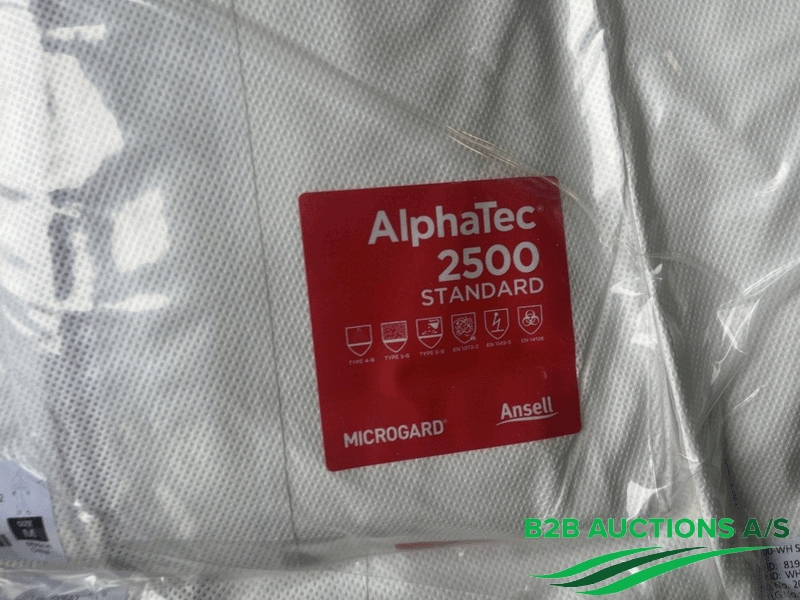 AlphaTec®
2500
STANDARD
TYPE 4-B
TYPE 5-B
TYPE 6-B
EN 1073-2
EN 1149-5
EN 14126
MICROGARD®
Ansell
SIZE
M
B2B AUCTIONS A/S